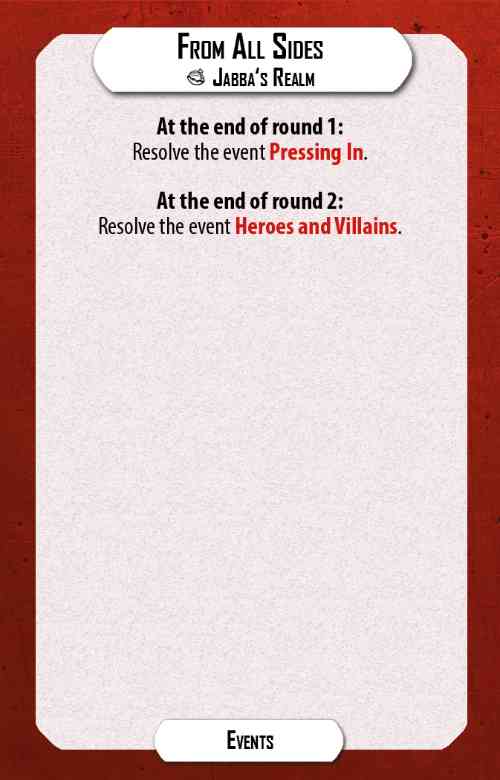 From All Sides
Jabba's Realm
At the end of round 1:
Resolve the event Pressing In.
At the end of round 2:
Resolve the event Heroes and Villains.
Events